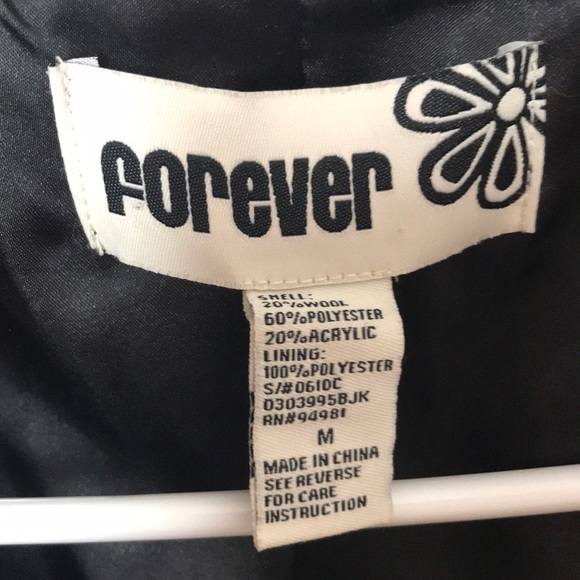 forever
SHELL:
20%WOOL
60%POLYESTER
20%ACRYLIC
LINING:
100%POLYESTER
S/#0610C
0303995BJK
RN#94981
M
MADE IN CHINA
SEE REVERSE
FOR CARE
INSTRUCTION